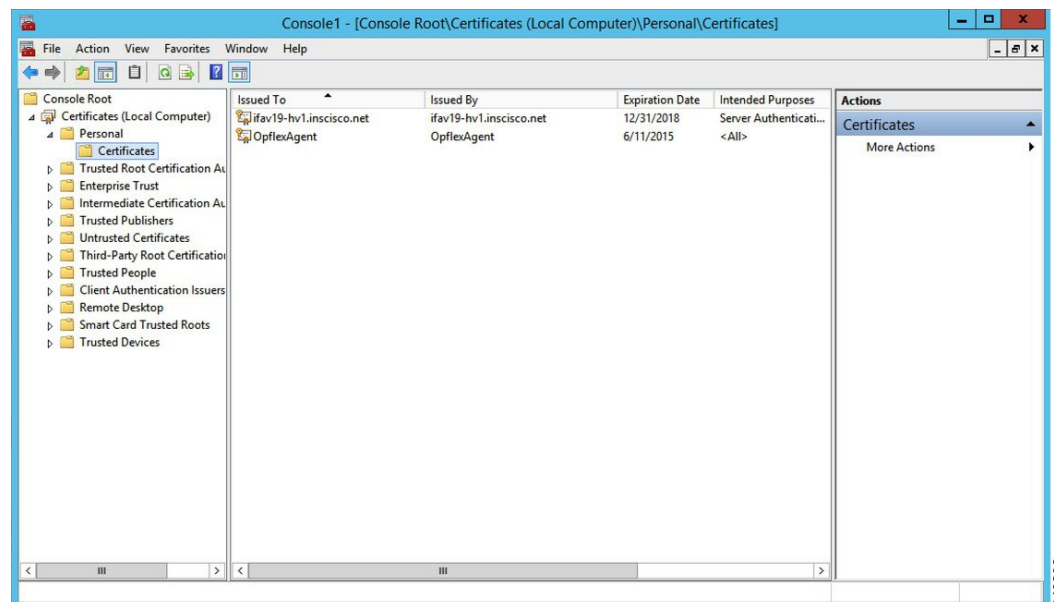 Console1 - [Console Root\Certificates (Local Computer)\Personal\Certificates]
File Action View Favorites Window Help
Console Root
Certificates (Local Computer)
Personal
Certificates
Trusted Root Certification Au
Enterprise Trust
Intermediate Certification Au
Trusted Publishers
Untrusted Certificates
Third-Party Root Certification
Trusted People
Client Authentication Issuers
Remote Desktop
Smart Card Trusted Roots
Trusted Devices
Issued To Issued By Expiration Date Intended Purposes
ifav19-hv1.inscisco.net ifav19-hv1.inscisco.net 12/31/2018 Server Authenticati...
OpflexAgent OpflexAgent 6/11/2015 <All>
Actions
Certificates
More Actions